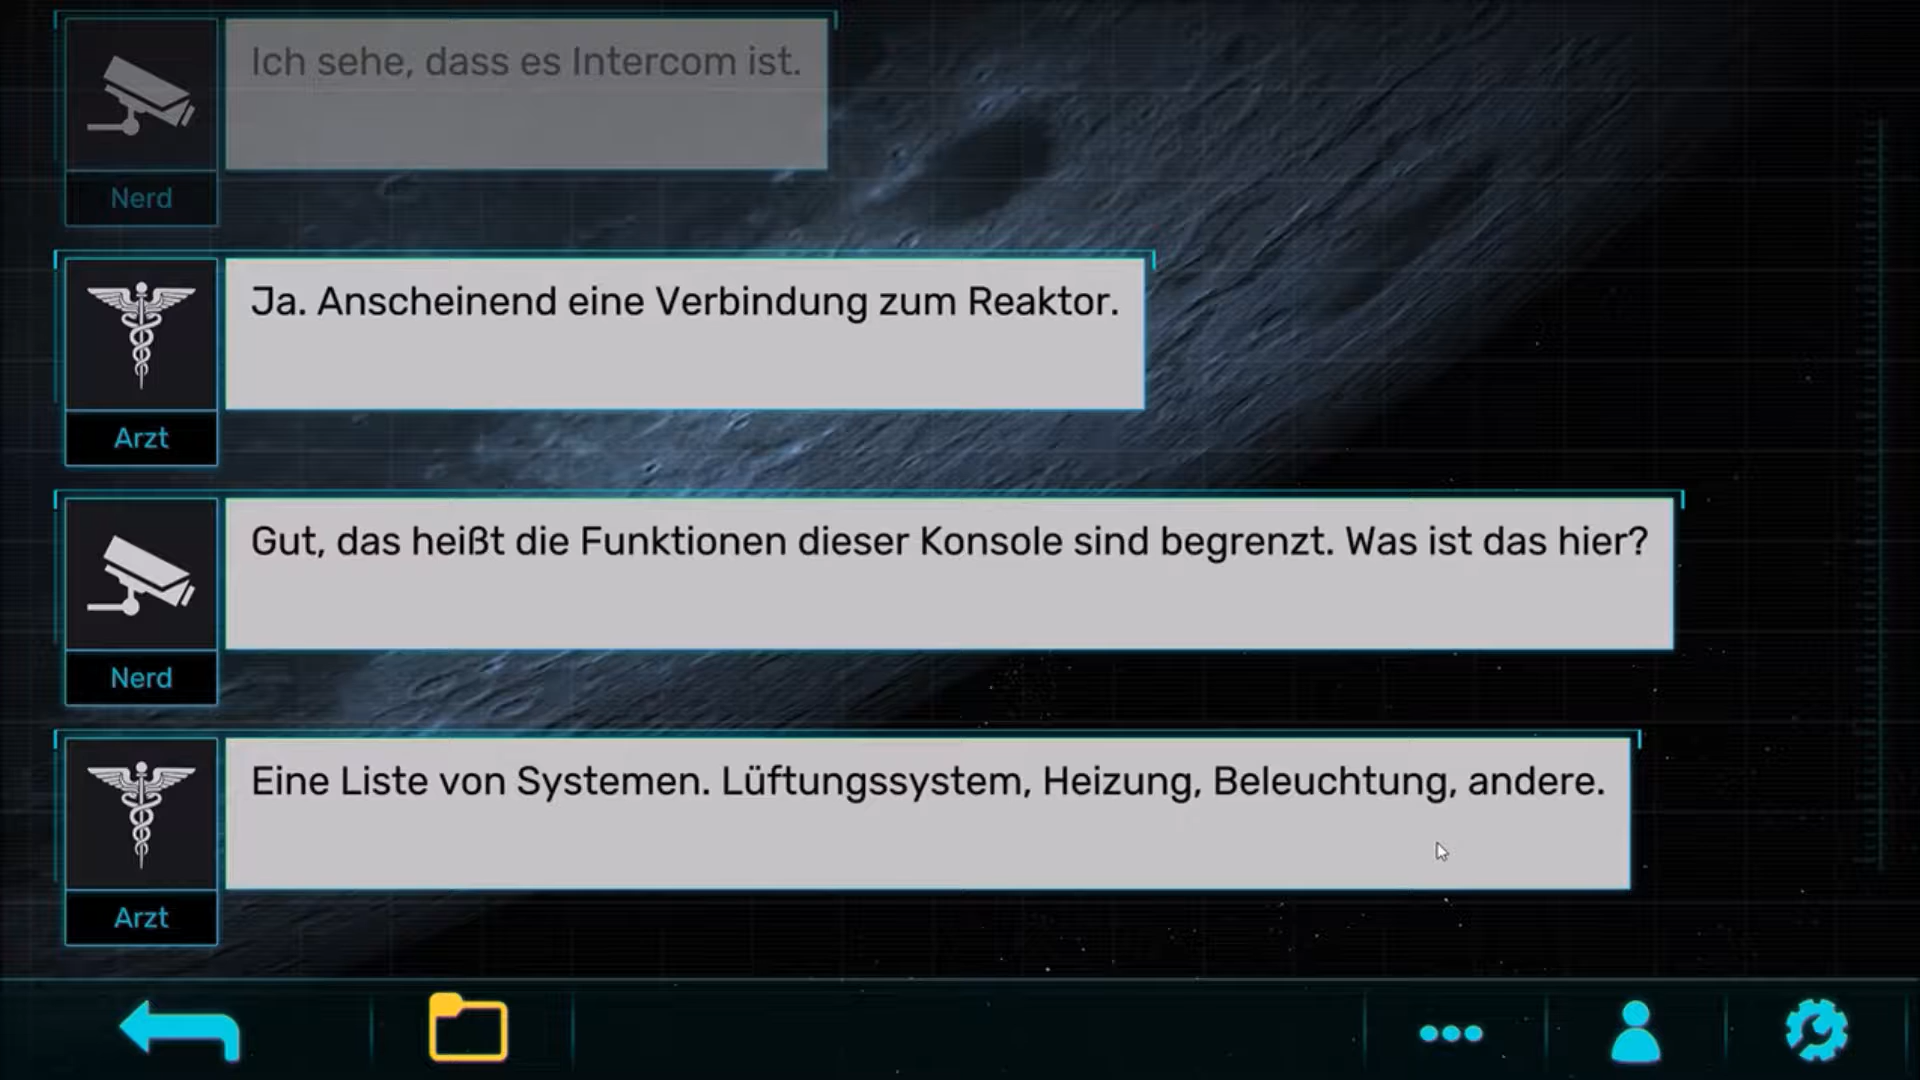 Ich sehe, dass es Intercom ist.
Nerd
Ja. Anscheinend eine Verbindung zum Reaktor.
Arzt
Gut, das heißt die Funktionen dieser Konsole sind begrenzt. Was ist das hier?
Nerd
Eine Liste von Systemen. Lüftungssystem, Heizung, Beleuchtung, andere.
Arzt